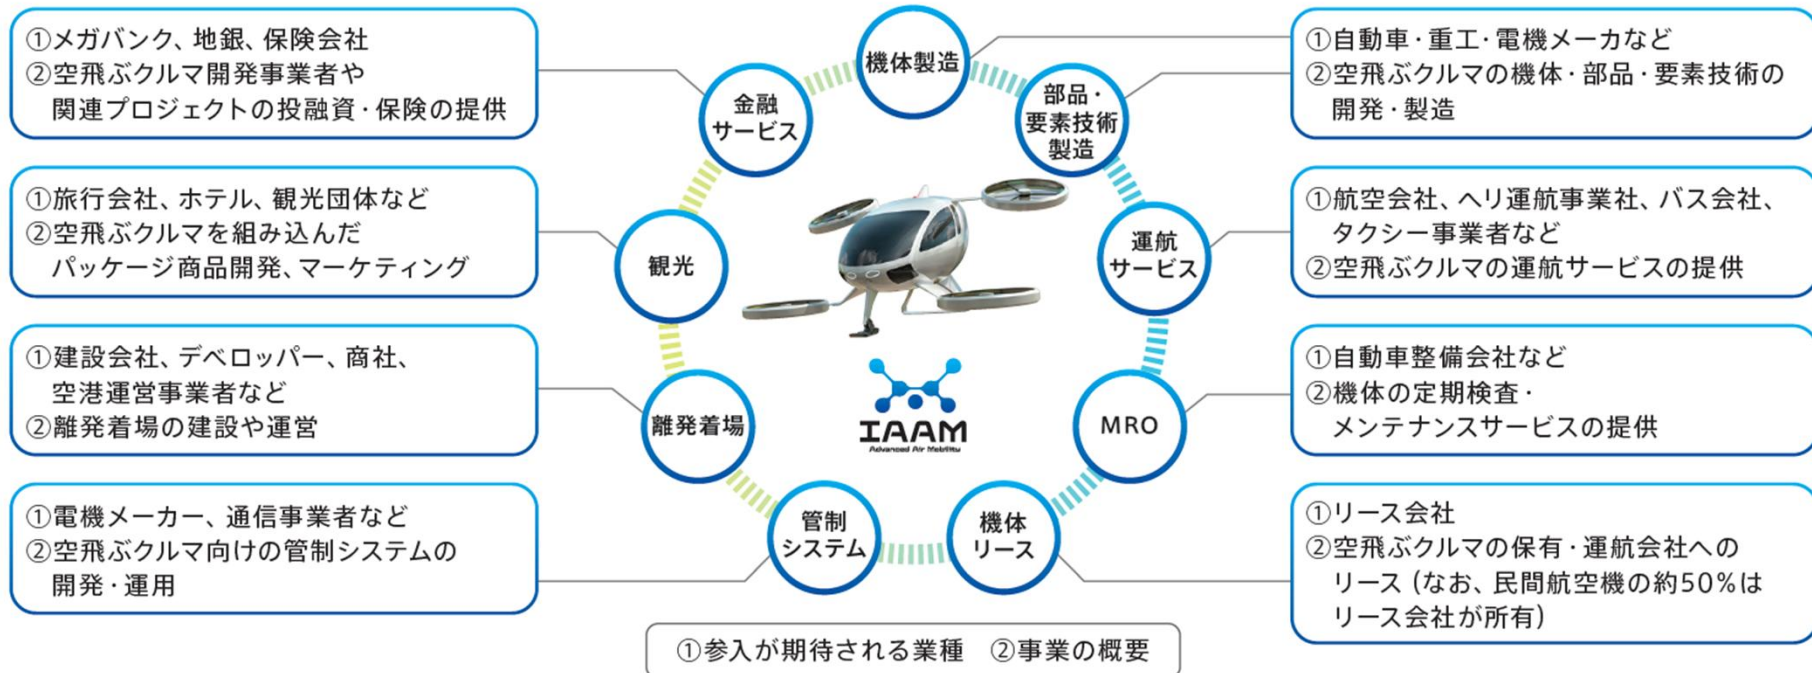 ①メガバンク、地銀、保険会社
②空飛ぶクルマ開発事業者や
関連プロジェクトの投融資・保険の提供
①旅行会社、ホテル、観光団体など
②空飛ぶクルマを組み込んだ
パッケージ商品開発、マーケティング
①建設会社、デベロッパー、商社、
空港運営事業者など
②離発着場の建設や運営
①電機メーカー、通信事業者など
②空飛ぶクルマ向けの管制システムの
開発・運用
機体製造
部品・
要素技術
製造
運航
サービス
MRO
機体
リース
管制
システム
離発着場
観光
金融
サービス
IAAM
Advanced Air Mobility
①自動車・重工・電機メーカなど
②空飛ぶクルマの機体・部品・要素技術の
開発・製造
①航空会社、ヘリ運航事業社、バス会社、
タクシー事業者など
②空飛ぶクルマの運航サービスの提供
①自動車整備会社など
②機体の定期検査・
メンテナンスサービスの提供
①リース会社
②空飛ぶクルマの保有・運航会社への
リース（なお、民間航空機の約50%は
リース会社が所有）
①参入が期待される業種　②事業の概要